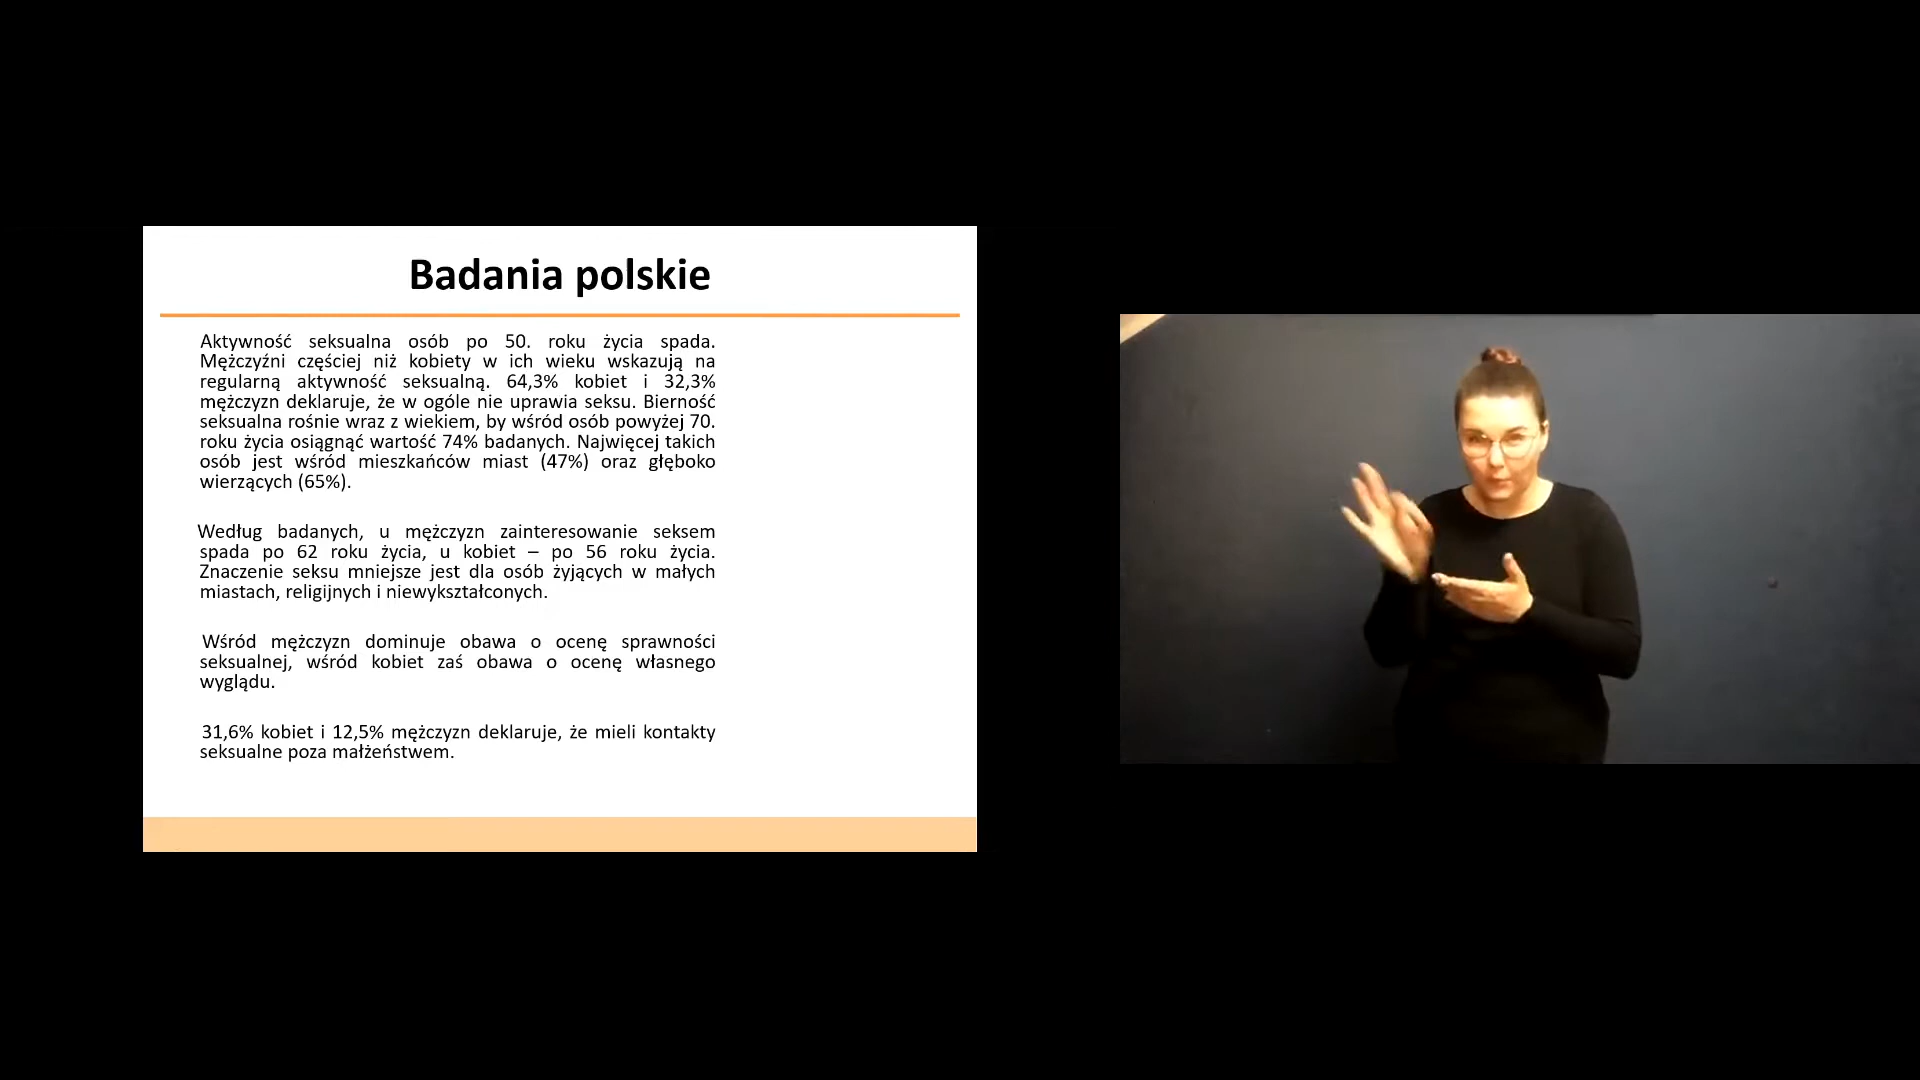 Badania polskie
Aktywność seksualna osób po 50. roku życia spada.
Mężczyźni częściej niż kobiety w ich wieku wskazują na
regularną aktywność seksualną. 64,3% kobiet i 32,3%
mężczyzn deklaruje, że w ogóle nie uprawia seksu. Bierność
seksualna rośnie wraz z wiekiem, by wśród osób powyżej 70.
roku życia osiągnąć wartość 74% badanych. Najwięcej takich
osób jest wśród mieszkańców miast (47%) oraz głęboko
wierzących (65%).
Według badanych, u mężczyzn zainteresowanie seksem
spada po 62 roku życia, u kobiet – po 56 roku życia.
Znaczenie seksu mniejsze jest dla osób żyjących w małych
miastach, religijnych i niewykształconych.
Wśród mężczyzn dominuje obawa o ocenę sprawności
seksualnej, wśród kobiet zaś obawa o ocenę własnego
wyglądu.
31,6% kobiet i 12,5% mężczyzn deklaruje, że mieli kontakty
seksualne poza małżeństwem.